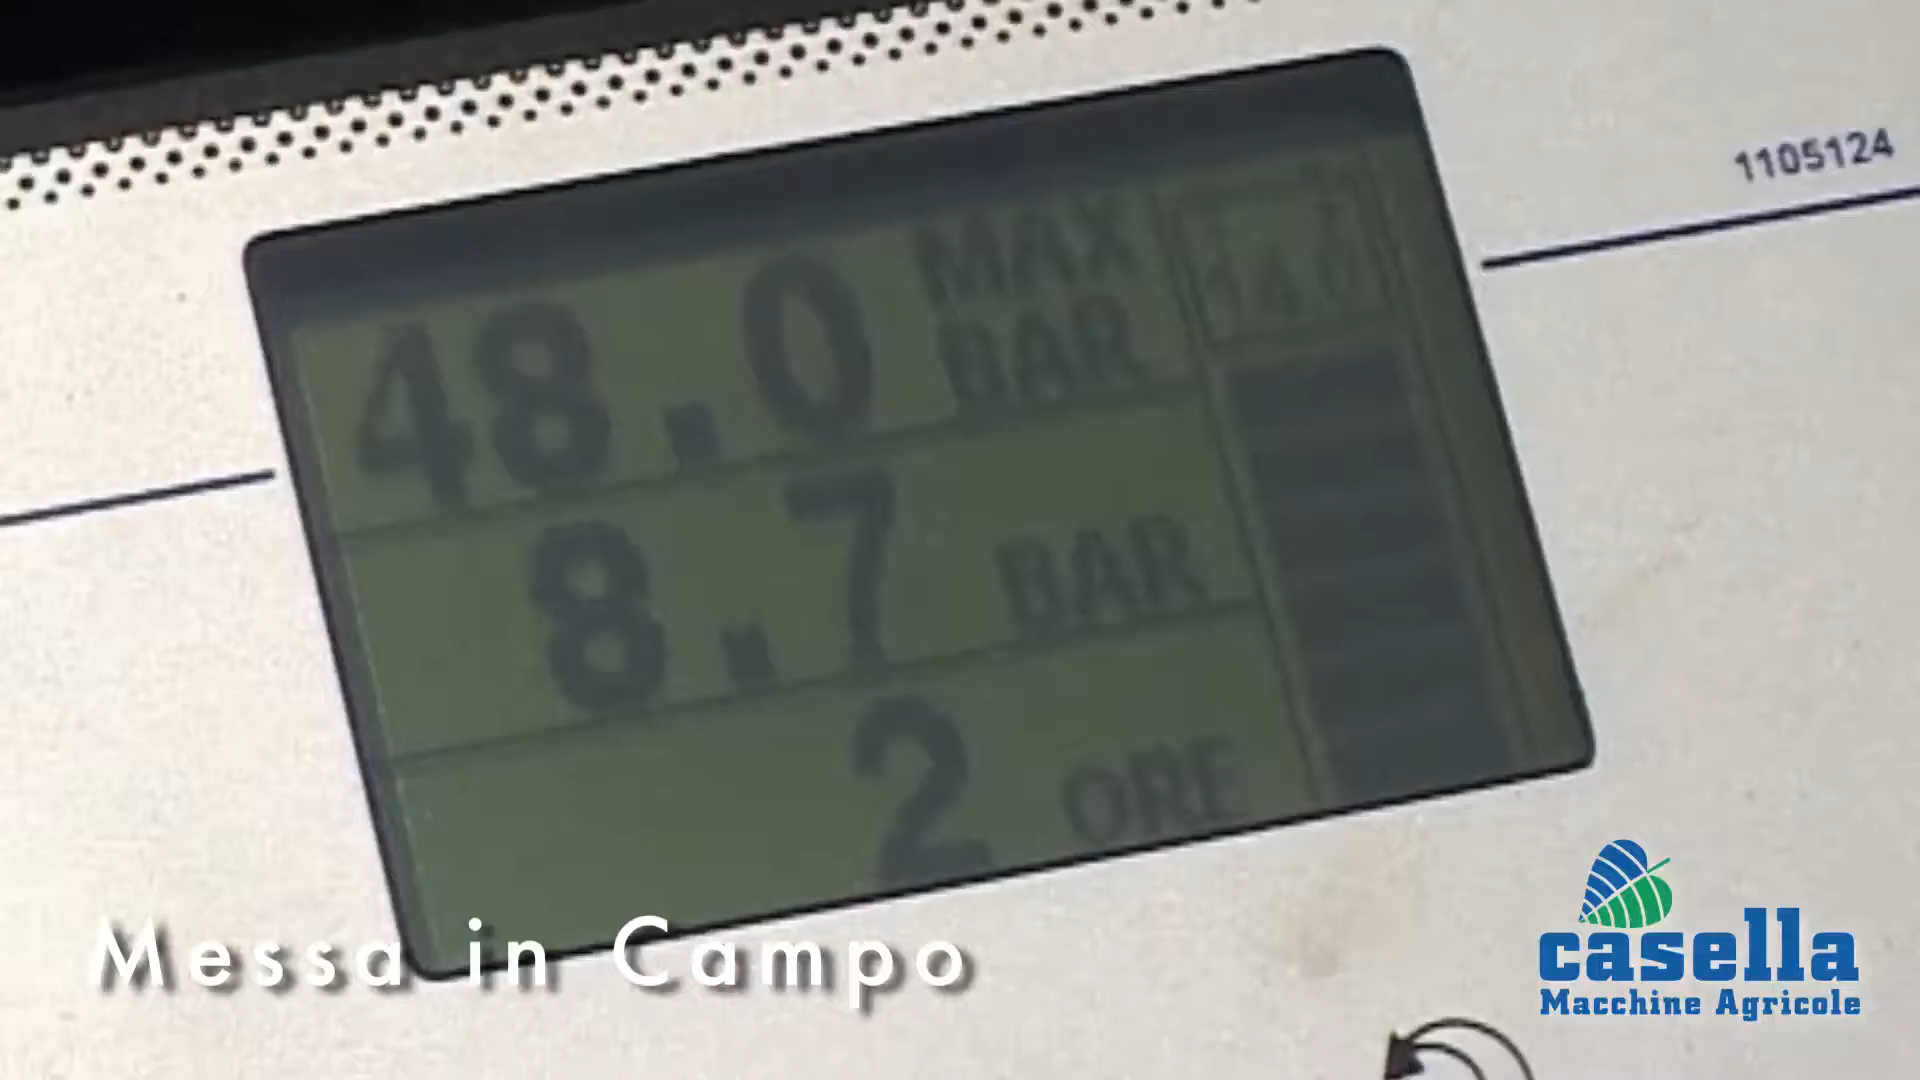 1105124
48.0 MAX BAR
8.7 BAR
2 ORE
Messa in Campo
casella
Macchine Agricole